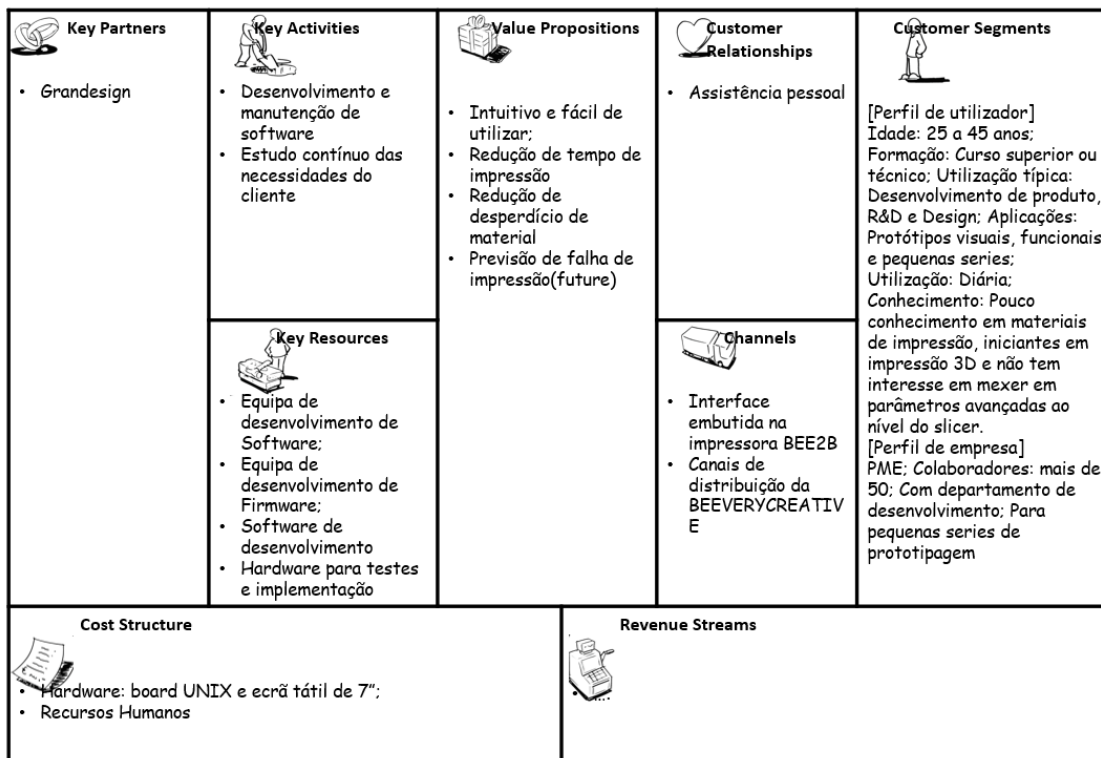 Key Partners
• Grandesign
Key Activities
• Desenvolvimento e
manutenção de
software
• Estudo contínuo das
necessidades do
cliente
Key Resources
• Equipa de
desenvolvimento de
Software;
• Equipa de
desenvolvimento de
Firmware;
• Software de
desenvolvimento
• Hardware para testes
e implementação
Value Propositions
• Intuitivo e fácil de
utilizar;
• Redução de tempo de
impressão
• Redução de
desperdício de
material
• Previsão de falha de
impressão(future)
Customer
Relationships
• Assistência pessoal
Channels
• Interface
embutida na
impressora BEE2B
• Canais de
distribuição da
BEEVERYCREATIV
E
Customer Segments
[Perfil de utilizador]
Idade: 25 a 45 anos;
Formação: Curso superior ou
técnico; Utilização típica:
Desenvolvimento de produto,
R&D e Design; Aplicações:
Protótipos visuais, funcionais
e pequenas series;
Utilização: Diária;
Conhecimento: Pouco
conhecimento em materiais
de impressão, iniciantes em
impressão 3D e não tem
interesse em mexer em
parâmetros avançadas ao
nível do slicer.
[Perfil de empresa]
PME; Colaboradores: mais de
50; Com departamento de
desenvolvimento; Para
pequenas series de
prototipagem
Cost Structure
• Hardware: board UNIX e ecrã tátil de 7”;
• Recursos Humanos
Revenue Streams